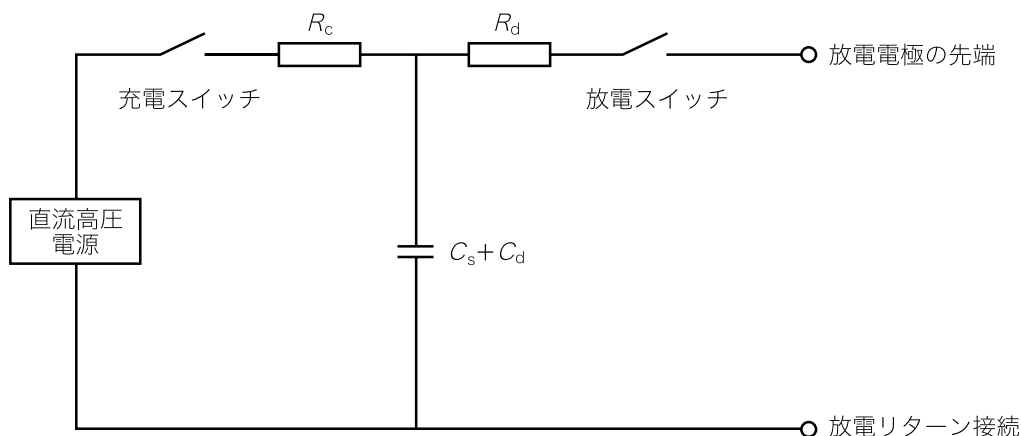 Rc
Rd
放電電極の先端
充電スイッチ
放電スイッチ
直流高圧
電源
Cs+Cd
放電リターン接続